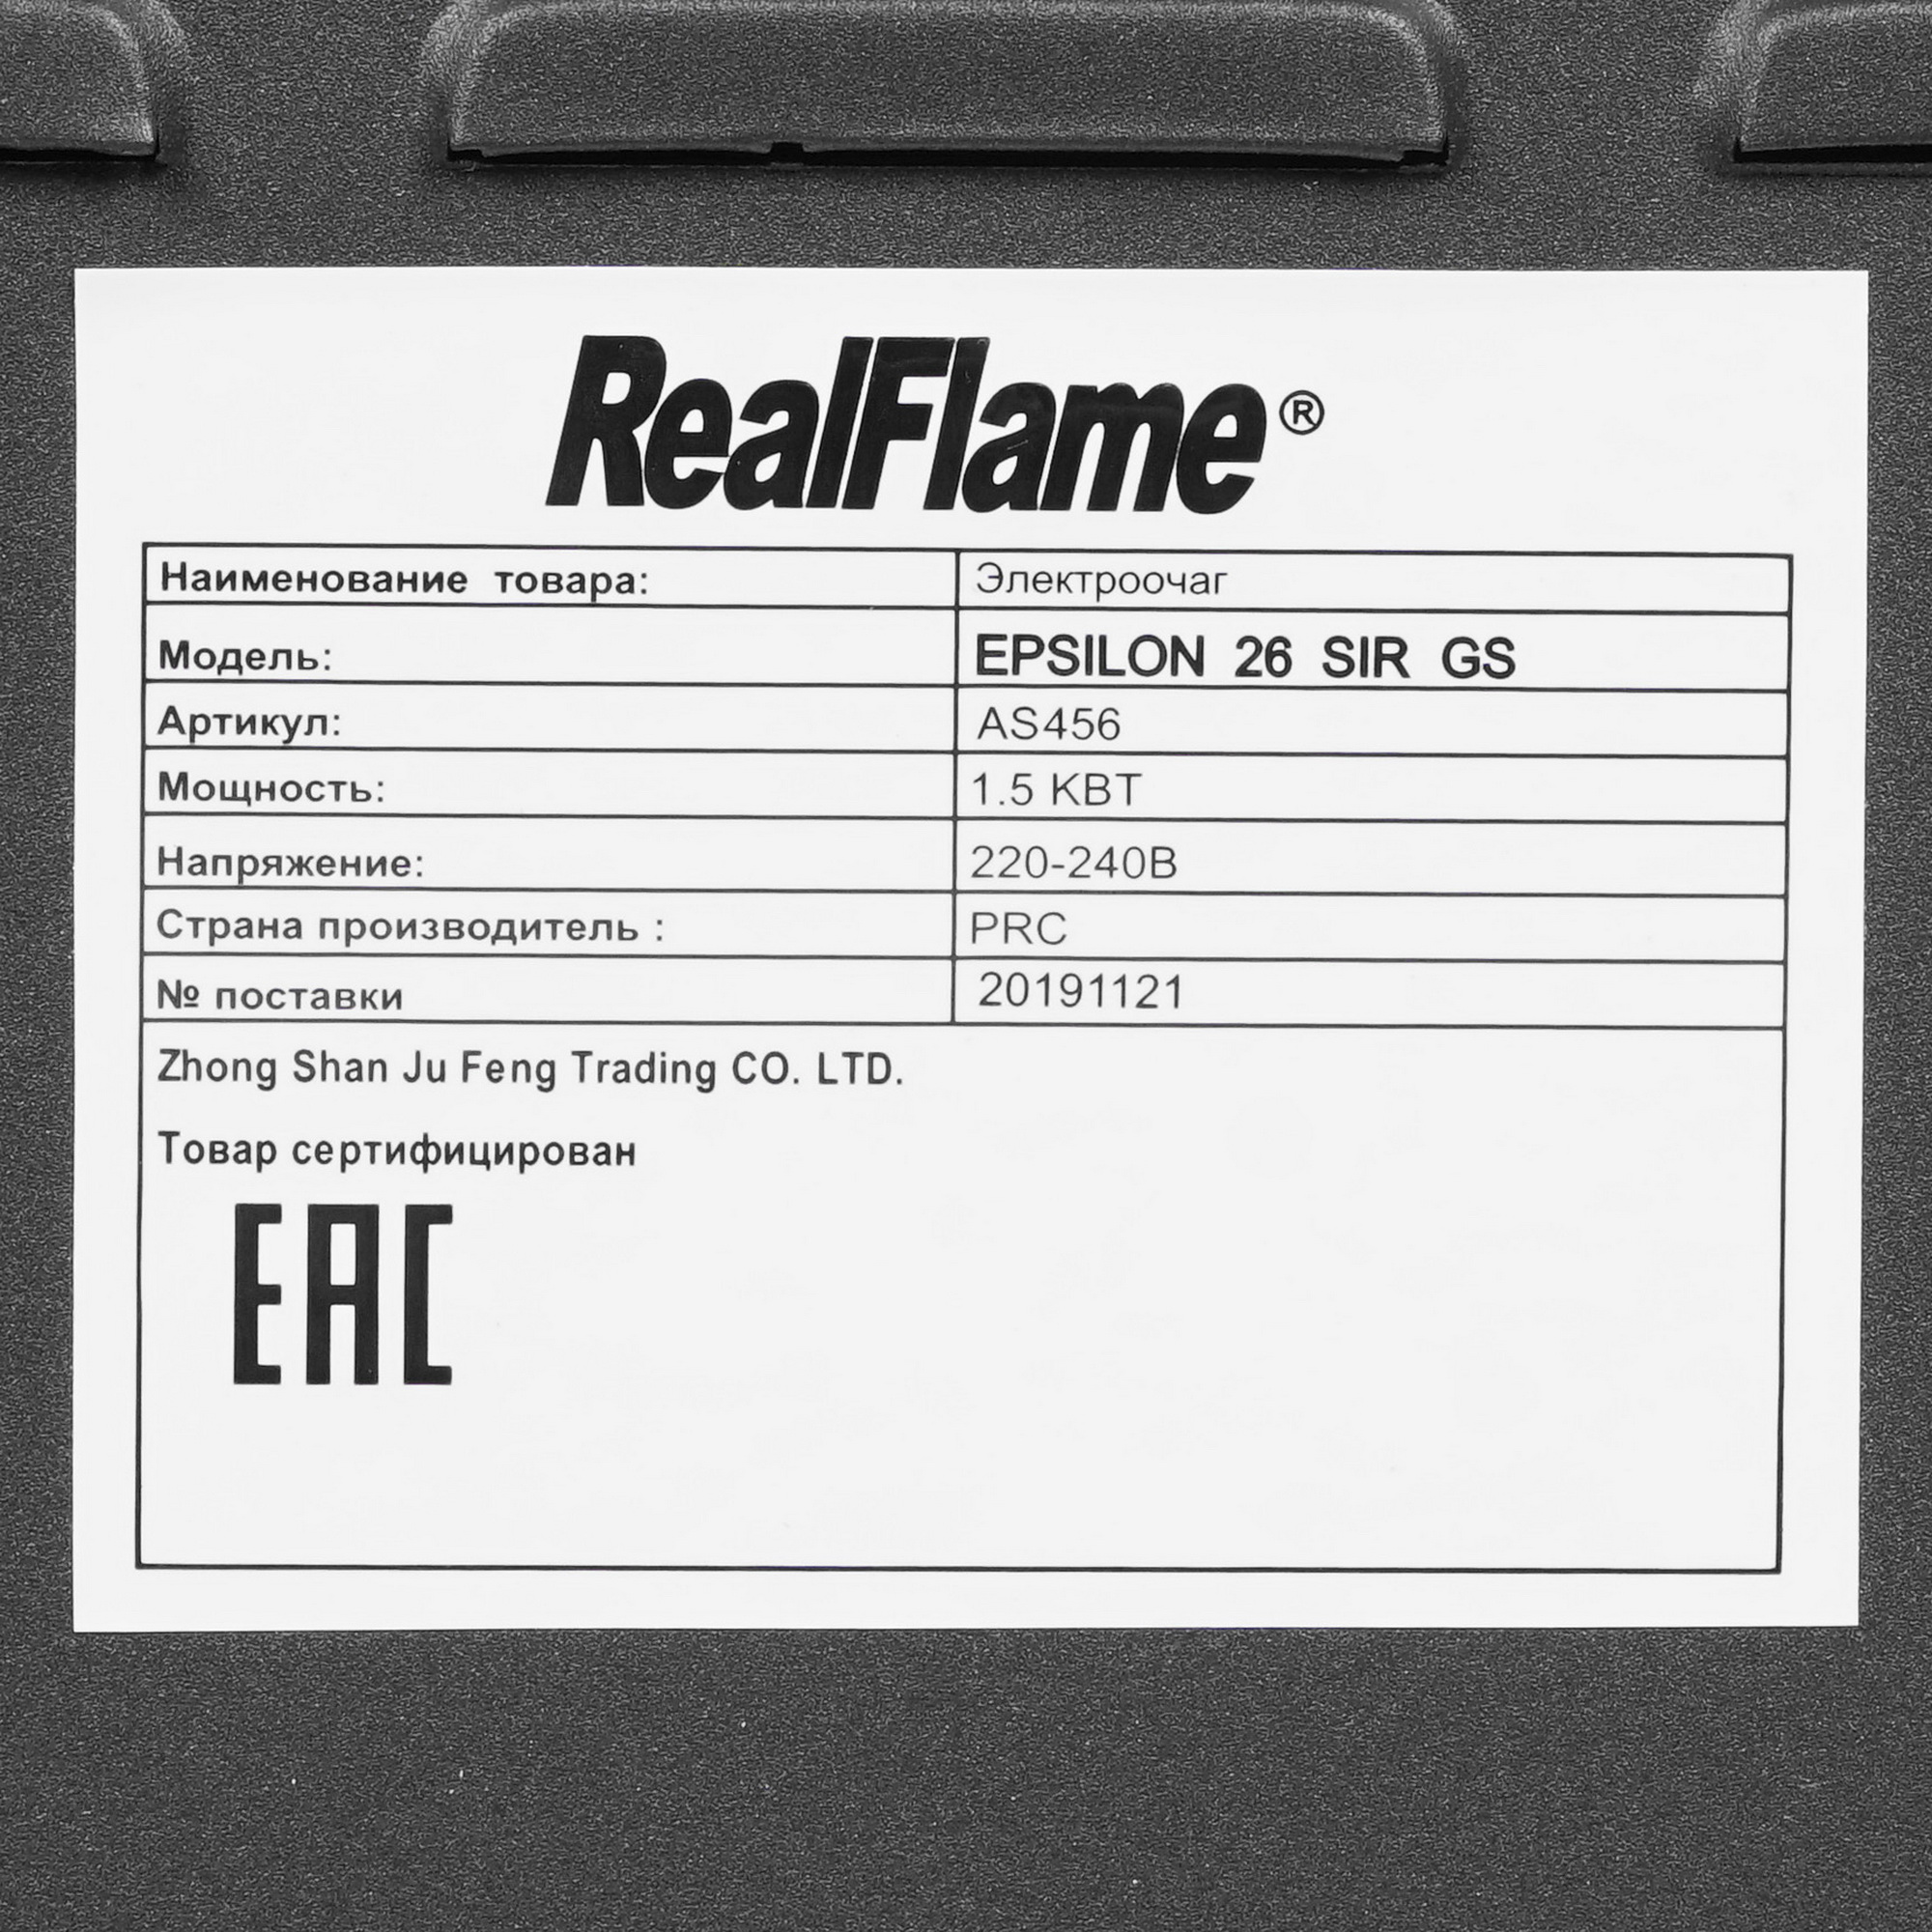 RealFlame®
Наименование товара: Электроочаг
Модель: EPSILON 26 SIR GS
Артикул: AS456
Мощность: 1.5 КВТ
Напряжение: 220-240В
Страна производитель : PRC
№ поставки 20191121
Zhong Shan Ju Feng Trading CO. LTD.
Товар сертифицирован
EAC